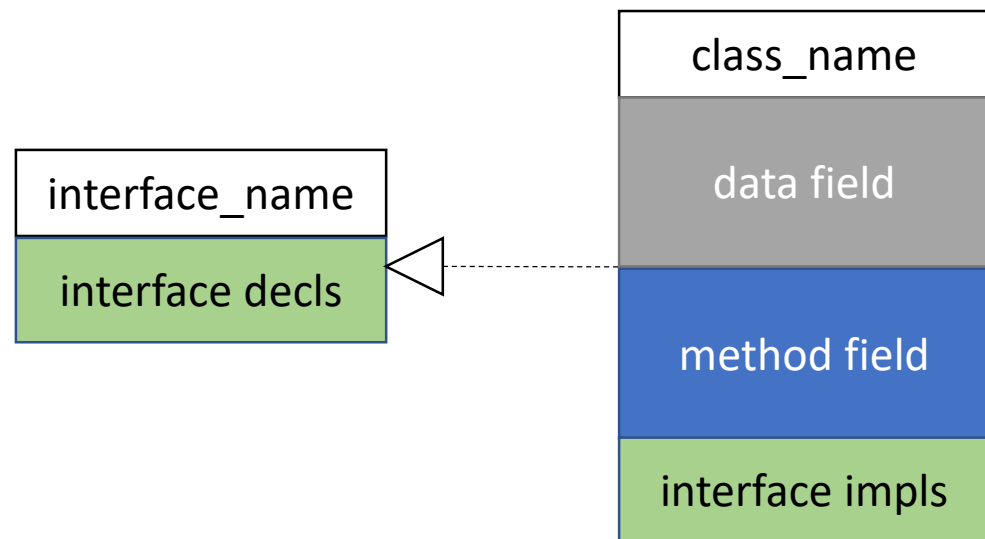 interface_name
interface decls
class_name
data field
method field
interface impls